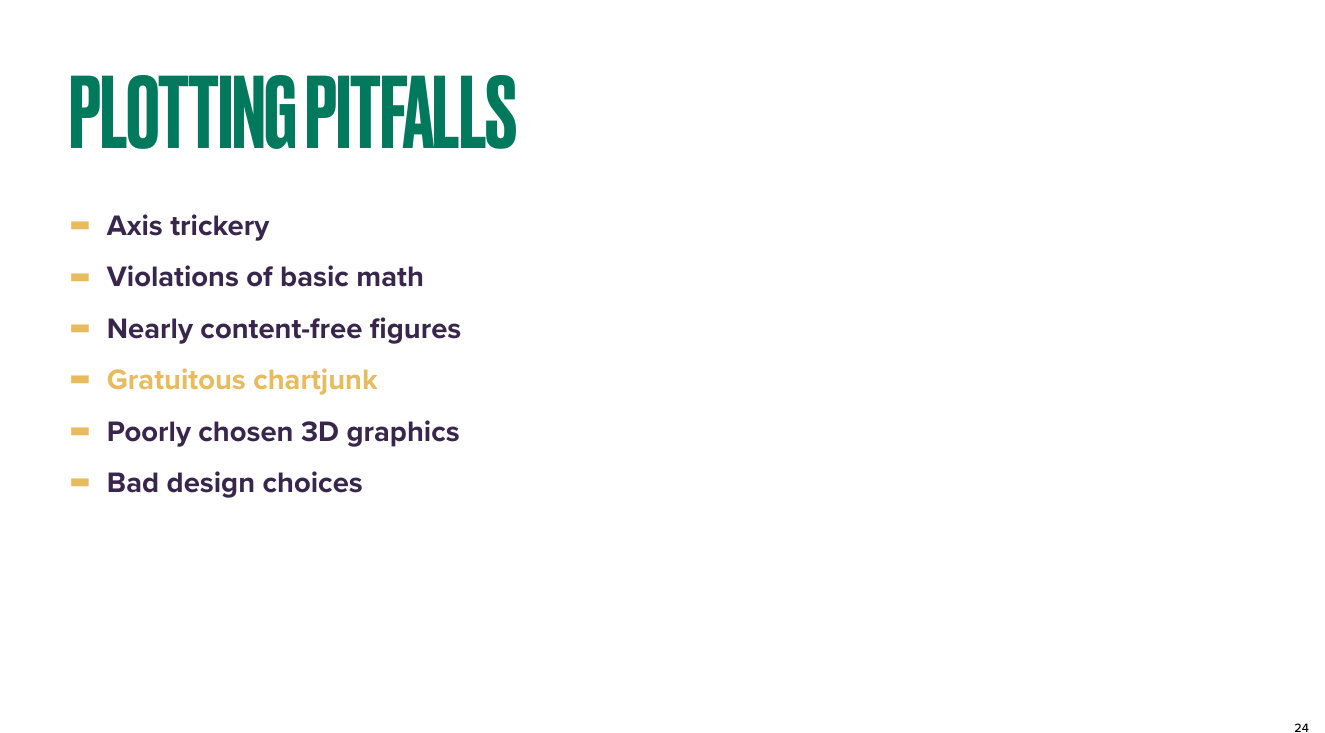 PLOTTING PITFALLS
- Axis trickery
- Violations of basic math
- Nearly content-free figures
- Gratuitous chartjunk
- Poorly chosen 3D graphics
- Bad design choices
24